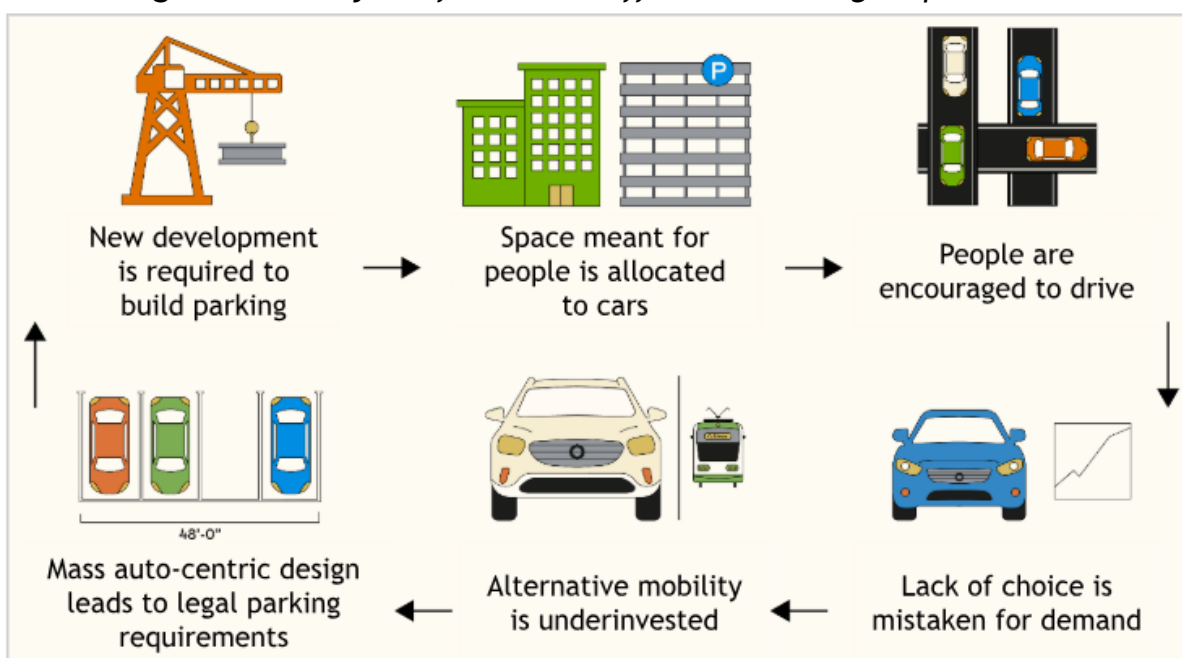 P
New development
is required to
build parking
Space meant for
people is allocated
to cars
People are
encouraged to drive
48'-0"
Mass auto-centric design
leads to legal parking
requirements
Alternative mobility
is underinvested
Lack of choice is
mistaken for demand